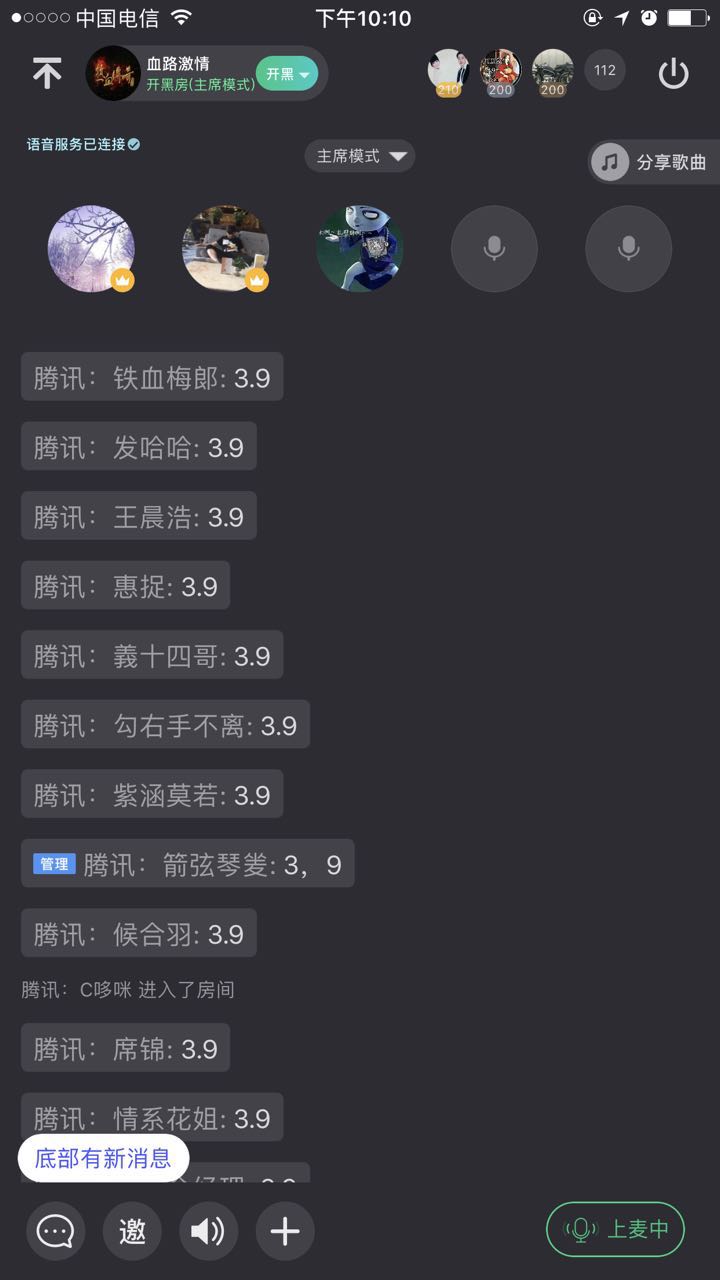 中国电信
下午10:10
血路激情
开黑房(主席模式)
开黑
210
200
200
112
语音服务已连接
主席模式
分享歌曲
腾讯：铁血梅郎: 3.9
腾讯：发哈哈: 3.9
腾讯：王晨浩: 3.9
腾讯：惠捉: 3.9
腾讯：義十四哥: 3.9
腾讯：勾右手不离: 3.9
腾讯：紫涵莫若: 3.9
管理 腾讯：箭弦琴耄: 3，9
腾讯：候合羽: 3.9
腾讯：C哆咪 进入了房间
腾讯：席锦: 3.9
腾讯：情系花姐: 3.9
底部有新消息
邀
上麦中